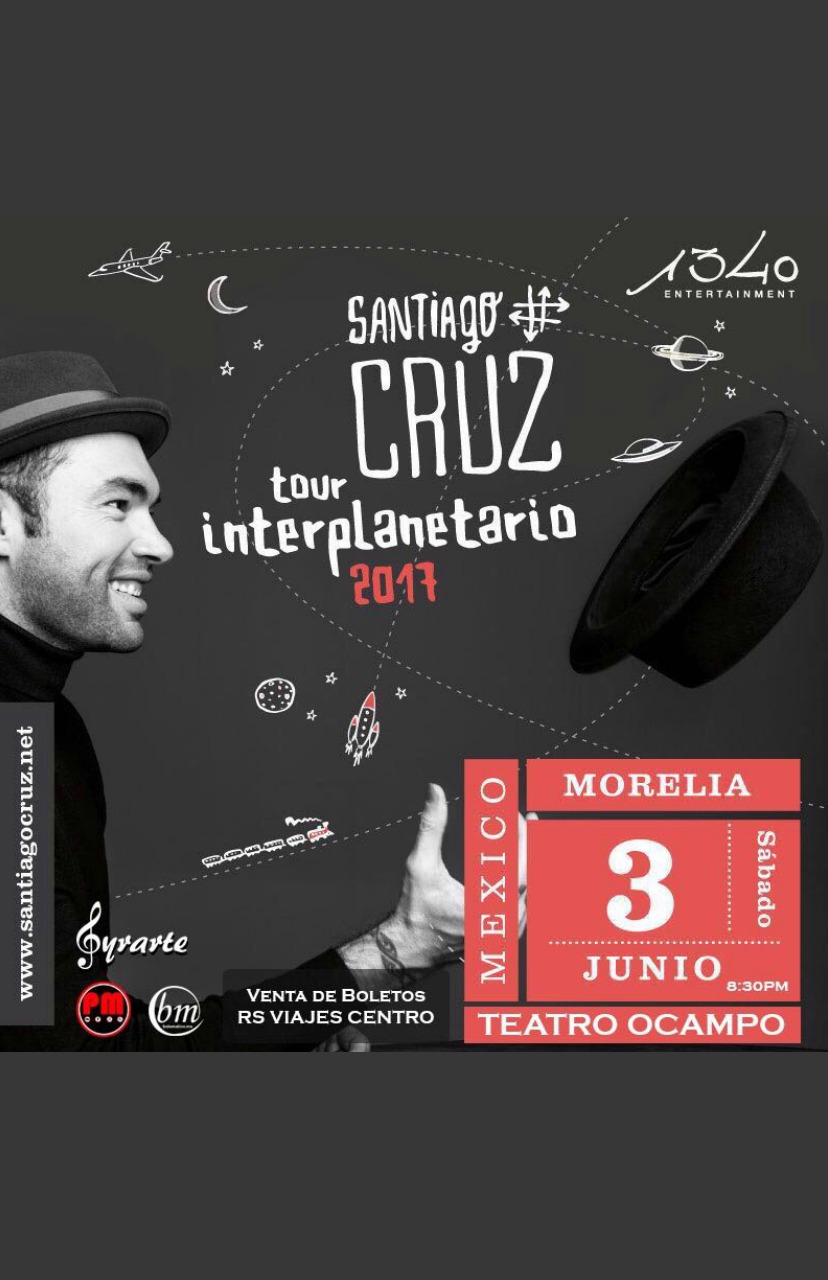 1340
ENTERTAINMENT
SANTIAGO
CRUZ
tour
interplanetario
2017
www.santiagocruz.net
MEXICO
MORELIA
3
Sábado
JUNIO
8:30PM
TEATRO OCAMPO
Gyrarte
PM
bm
VENTA DE BOLETOS
RS VIAJES CENTRO